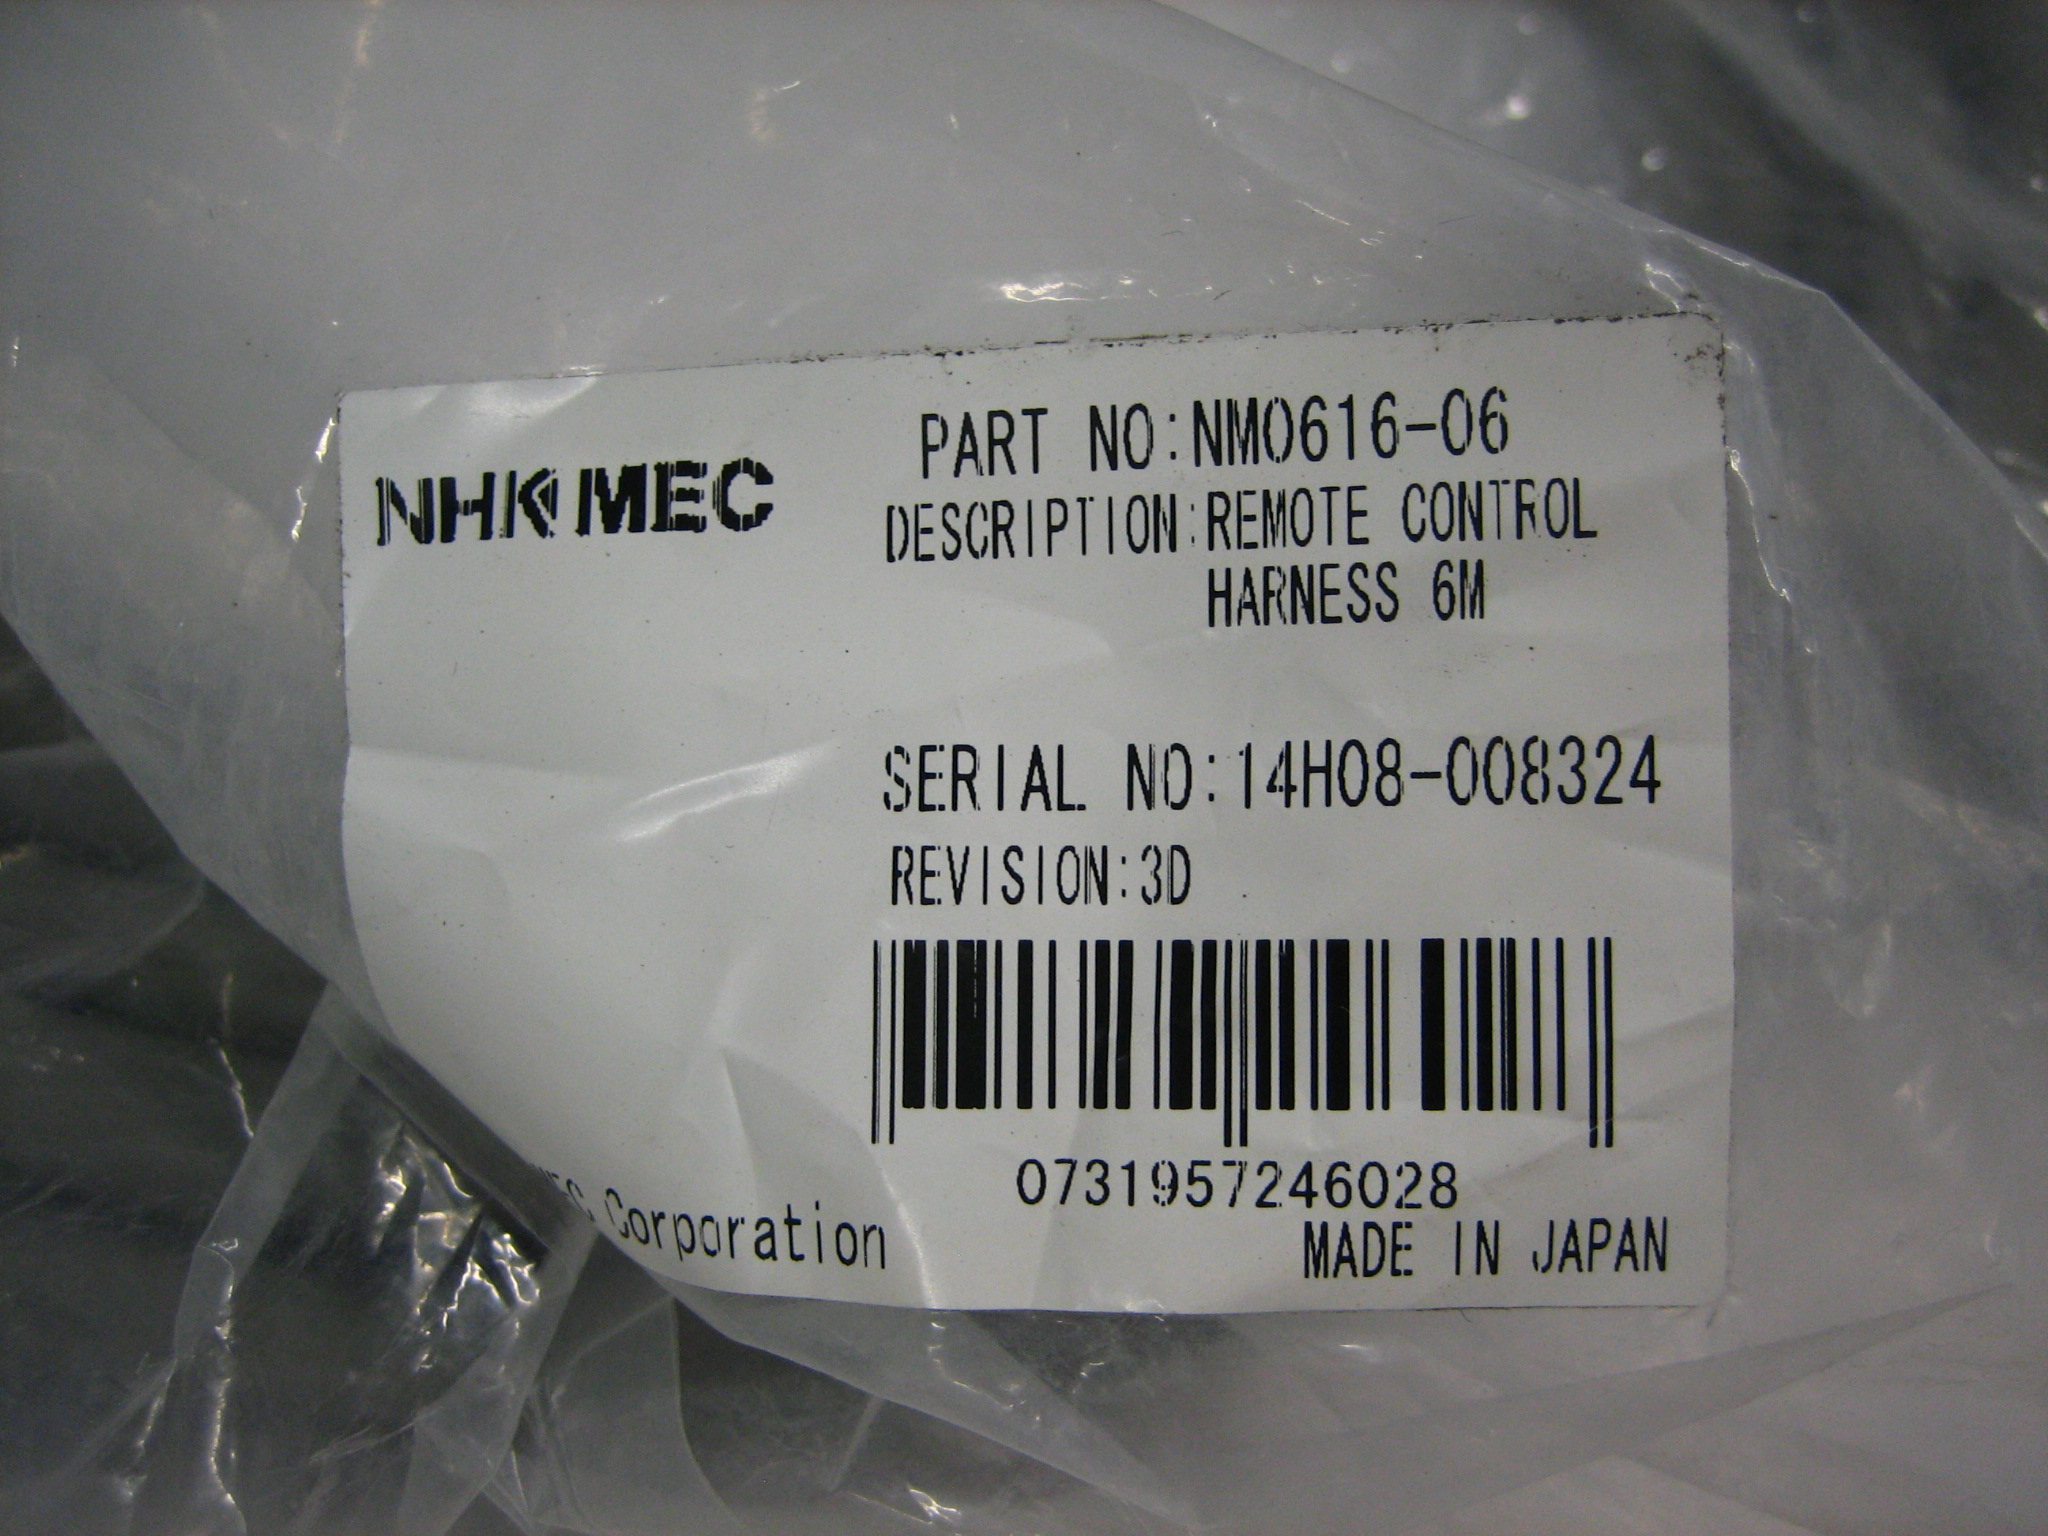 NHK MEC
PART NO:NM0616-06
DESCRIPTION:REMOTE CONTROL
HARNESS 6M
SERIAL NO:14H08-008324
REVISION:3D
0731957246028
Corporation
MADE IN JAPAN